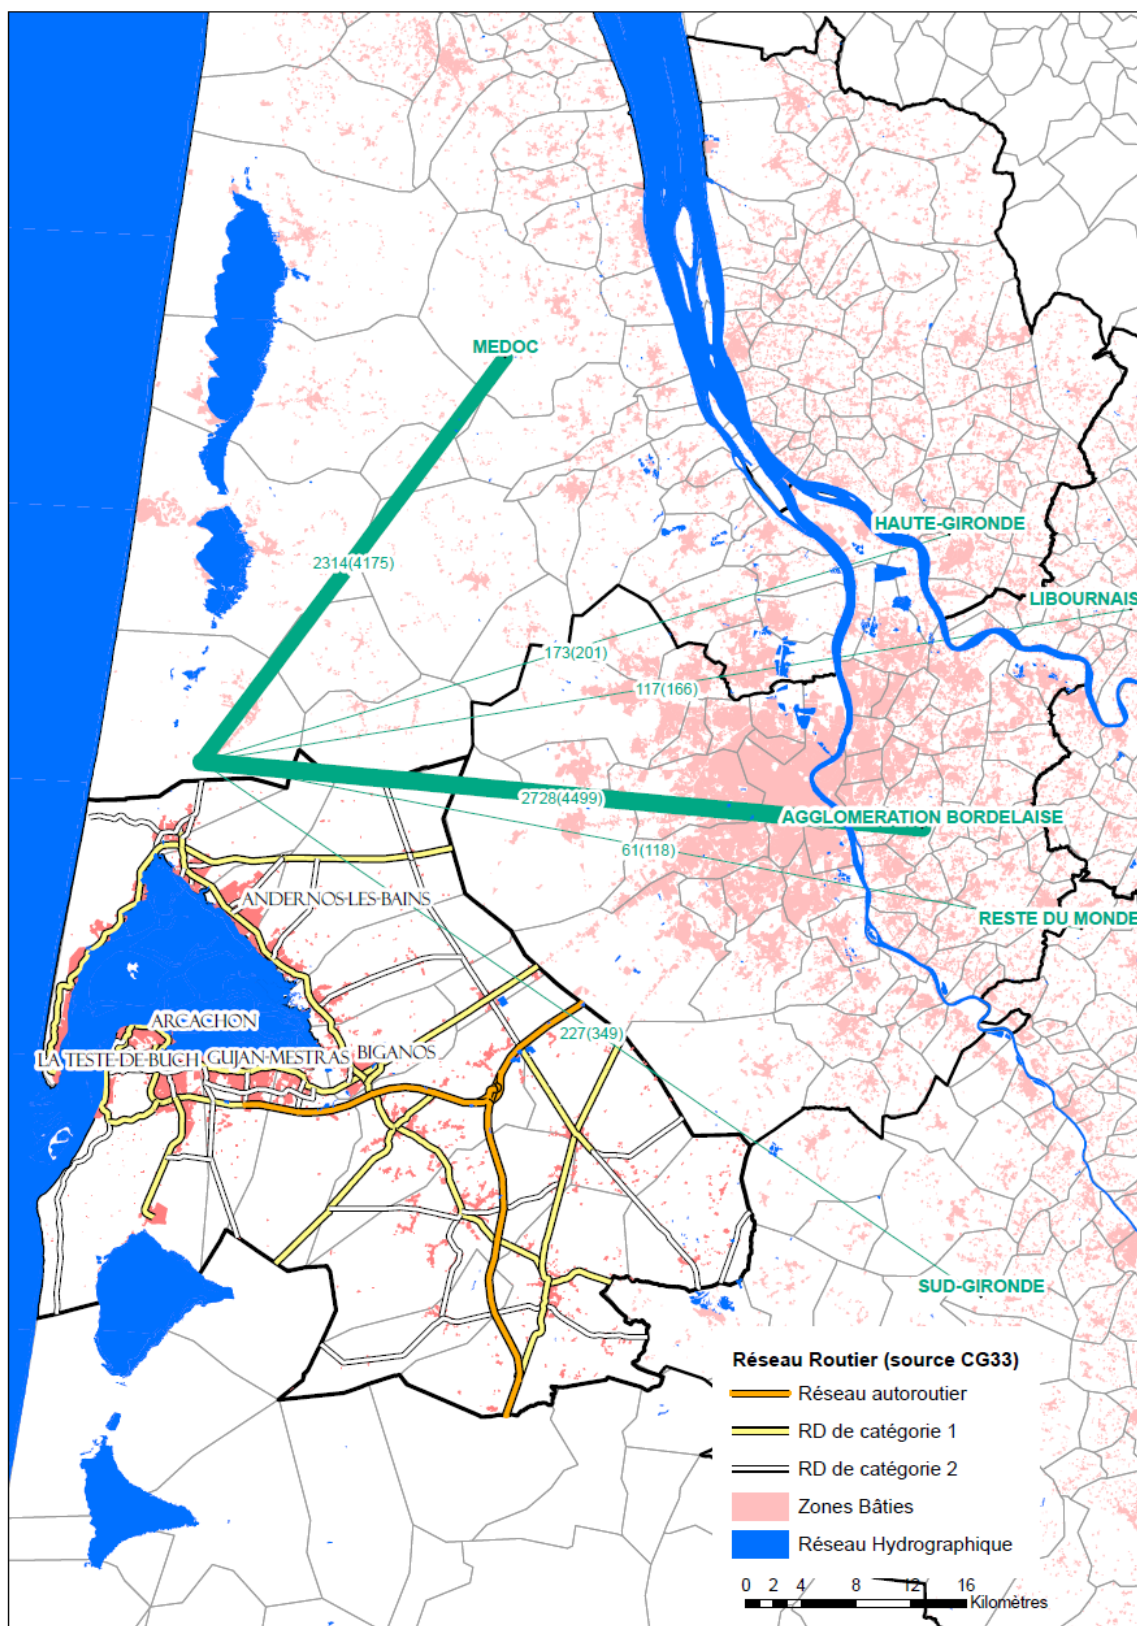 MEDOC
HAUTE-GIRONDE
2314(4175)
LIBOURNAIS
173(201)
117(166)
2728(4499)
AGGLOMERATION BORDELAISE
61(118)
ANDERNOS-LES-BAINS
RESTE DU MONDE
ARCACHON
227(349)
LA TESTE-DE-BUCH
GUJAN-MESTRAS
BIGANOS
SUD-GIRONDE
Réseau Routier (source CG33)
Réseau autoroutier
RD de catégorie 1
RD de catégorie 2
Zones Bâties
Réseau Hydrographique
0 2 4 8 12 16
Kilomètres